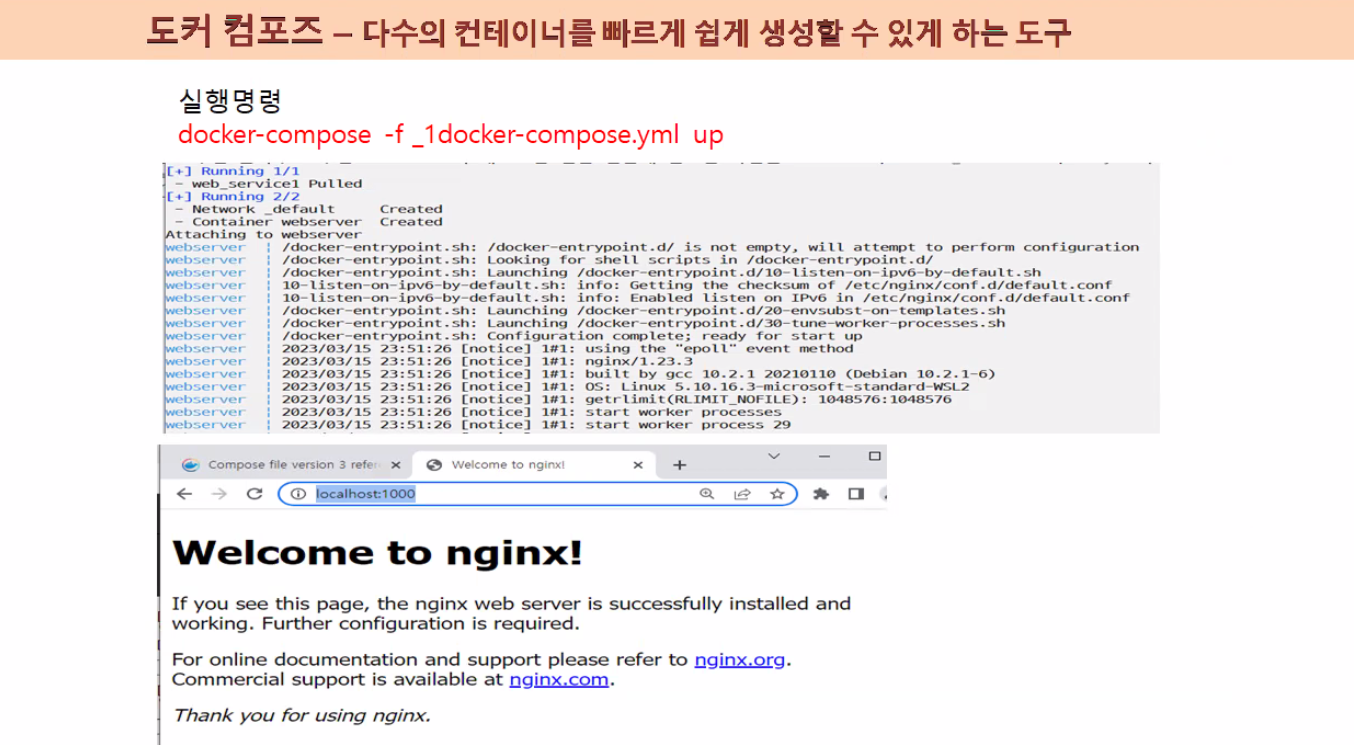 도커 컴포즈 – 다수의 컨테이너를 빠르게 쉽게 생성할 수 있게 하는 도구
실행명령
docker-compose -f _1docker-compose.yml up
[+] Running 1/1
- web_service1 Pulled
[+] Running 2/2
- Network _default Created
- Container webserver Created
Attaching to webserver
webserver | /docker-entrypoint.sh: /docker-entrypoint.d/ is not empty, will attempt to perform configuration
webserver | /docker-entrypoint.sh: Looking for shell scripts in /docker-entrypoint.d/
webserver | /docker-entrypoint.sh: Launching /docker-entrypoint.d/10-listen-on-ipv6-by-default.sh
webserver | 10-listen-on-ipv6-by-default.sh: info: Getting the checksum of /etc/nginx/conf.d/default.conf
webserver | 10-listen-on-ipv6-by-default.sh: info: Enabled listen on IPv6 in /etc/nginx/conf.d/default.conf
webserver | /docker-entrypoint.sh: Launching /docker-entrypoint.d/20-envsubst-on-templates.sh
webserver | /docker-entrypoint.sh: Launching /docker-entrypoint.d/30-tune-worker-processes.sh
webserver | /docker-entrypoint.sh: Configuration complete; ready for start up
webserver | 2023/03/15 23:51:26 [notice] 1#1: using the "epoll" event method
webserver | 2023/03/15 23:51:26 [notice] 1#1: nginx/1.23.3
webserver | 2023/03/15 23:51:26 [notice] 1#1: built by gcc 10.2.1 20210110 (Debian 10.2.1-6)
webserver | 2023/03/15 23:51:26 [notice] 1#1: OS: Linux 5.10.16.3-microsoft-standard-WSL2
webserver | 2023/03/15 23:51:26 [notice] 1#1: getrlimit(RLIMIT_NOFILE): 1048576:1048576
webserver | 2023/03/15 23:51:26 [notice] 1#1: start worker processes
webserver | 2023/03/15 23:51:26 [notice] 1#1: start worker process 29
Compose file version 3 refer Welcome to nginx!
localhost:1000
Welcome to nginx!
If you see this page, the nginx web server is successfully installed and
working. Further configuration is required.
For online documentation and support please refer to nginx.org.
Commercial support is available at nginx.com.
Thank you for using nginx.